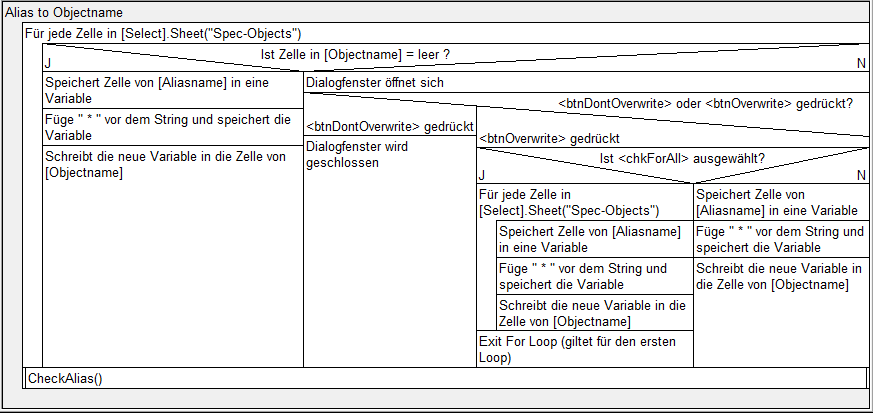 Alias to Objectname
Für jede Zelle in [Select].Sheet("Spec-Objects")
Ist Zelle in [Objectname] = leer ?
J
N
Speichert Zelle von [Aliasname] in eine
Variable
Füge " * " vor dem String und speichert die
Variable
Schreibt die neue Variable in die Zelle von
[Objectname]
Dialogfenster öffnet sich
<btnDontOverwrite> oder <btnOverwrite> gedrückt?
<btnDontOverwrite> gedrückt
Dialogfenster wird
geschlossen
<btnOverwrite> gedrückt
Ist <chkForAll> ausgewählt?
J
N
Für jede Zelle in
[Select].Sheet("Spec-Objects")
Speichert Zelle von [Aliasname]
in eine Variable
Füge " * " vor dem String und
speichert die Variable
Schreibt die neue Variable in die
Zelle von [Objectname]
Exit For Loop (giltet für den ersten
Loop)
Speichert Zelle von
[Aliasname] in eine Variable
Füge " * " vor dem String und
speichert die Variable
Schreibt die neue Variable in
die Zelle von [Objectname]
CheckAlias()